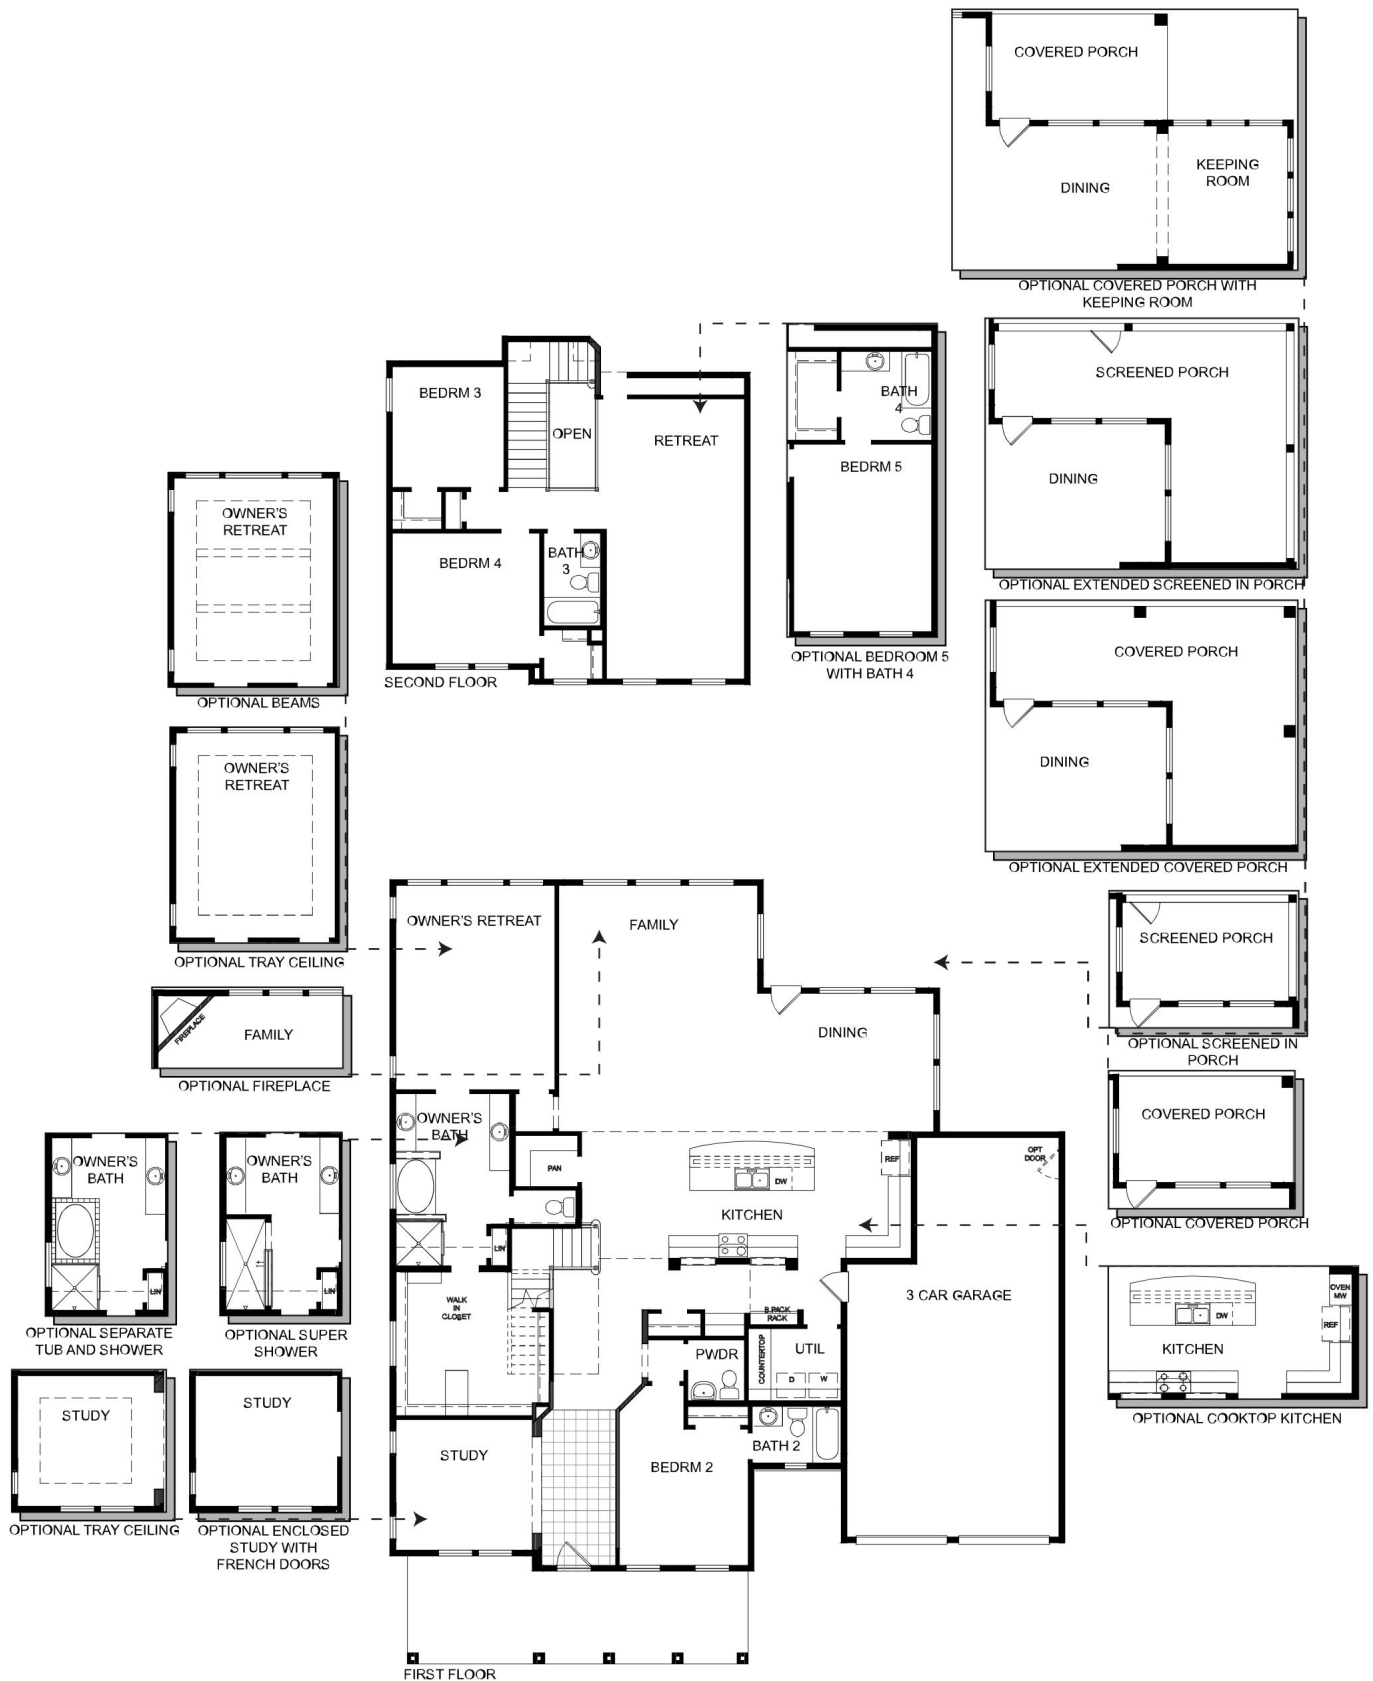 COVERED PORCH
DINING
KEEPING
ROOM
OPTIONAL COVERED PORCH WITH
KEEPING ROOM
SCREENED PORCH
DINING
OPTIONAL EXTENDED SCREENED IN PORCH
COVERED PORCH
DINING
OPTIONAL EXTENDED COVERED PORCH
BEDRM 3
OPEN
RETREAT
BEDRM 4
BATH
3
SECOND FLOOR
BATH
4
BEDRM 5
OPTIONAL BEDROOM 5
WITH BATH 4
OWNER'S
RETREAT
OPTIONAL BEAMS
OWNER'S
RETREAT
OPTIONAL TRAY CEILING
FIREPLACE
FAMILY
OPTIONAL FIREPLACE
OWNER'S
BATH
LIN
OPTIONAL SEPARATE
TUB AND SHOWER
OWNER'S
BATH
LIN
OPTIONAL SUPER
SHOWER
STUDY
OPTIONAL TRAY CEILING
STUDY
OPTIONAL ENCLOSED
STUDY WITH
FRENCH DOORS
OWNER'S RETREAT
FAMILY
DINING
OWNER'S
BATH
PAN
LIN
WALK
IN
CLOSET
DW
KITCHEN
REF
OPT
DOOR
3 CAR GARAGE
B.PACK
RACK
PWDR
COUNTERTOP
UTIL
D
W
STUDY
BEDRM 2
BATH 2
FIRST FLOOR
SCREENED PORCH
OPTIONAL SCREENED IN
PORCH
COVERED PORCH
OPTIONAL COVERED PORCH
DW
KITCHEN
OVEN
MW
REF
OPTIONAL COOKTOP KITCHEN